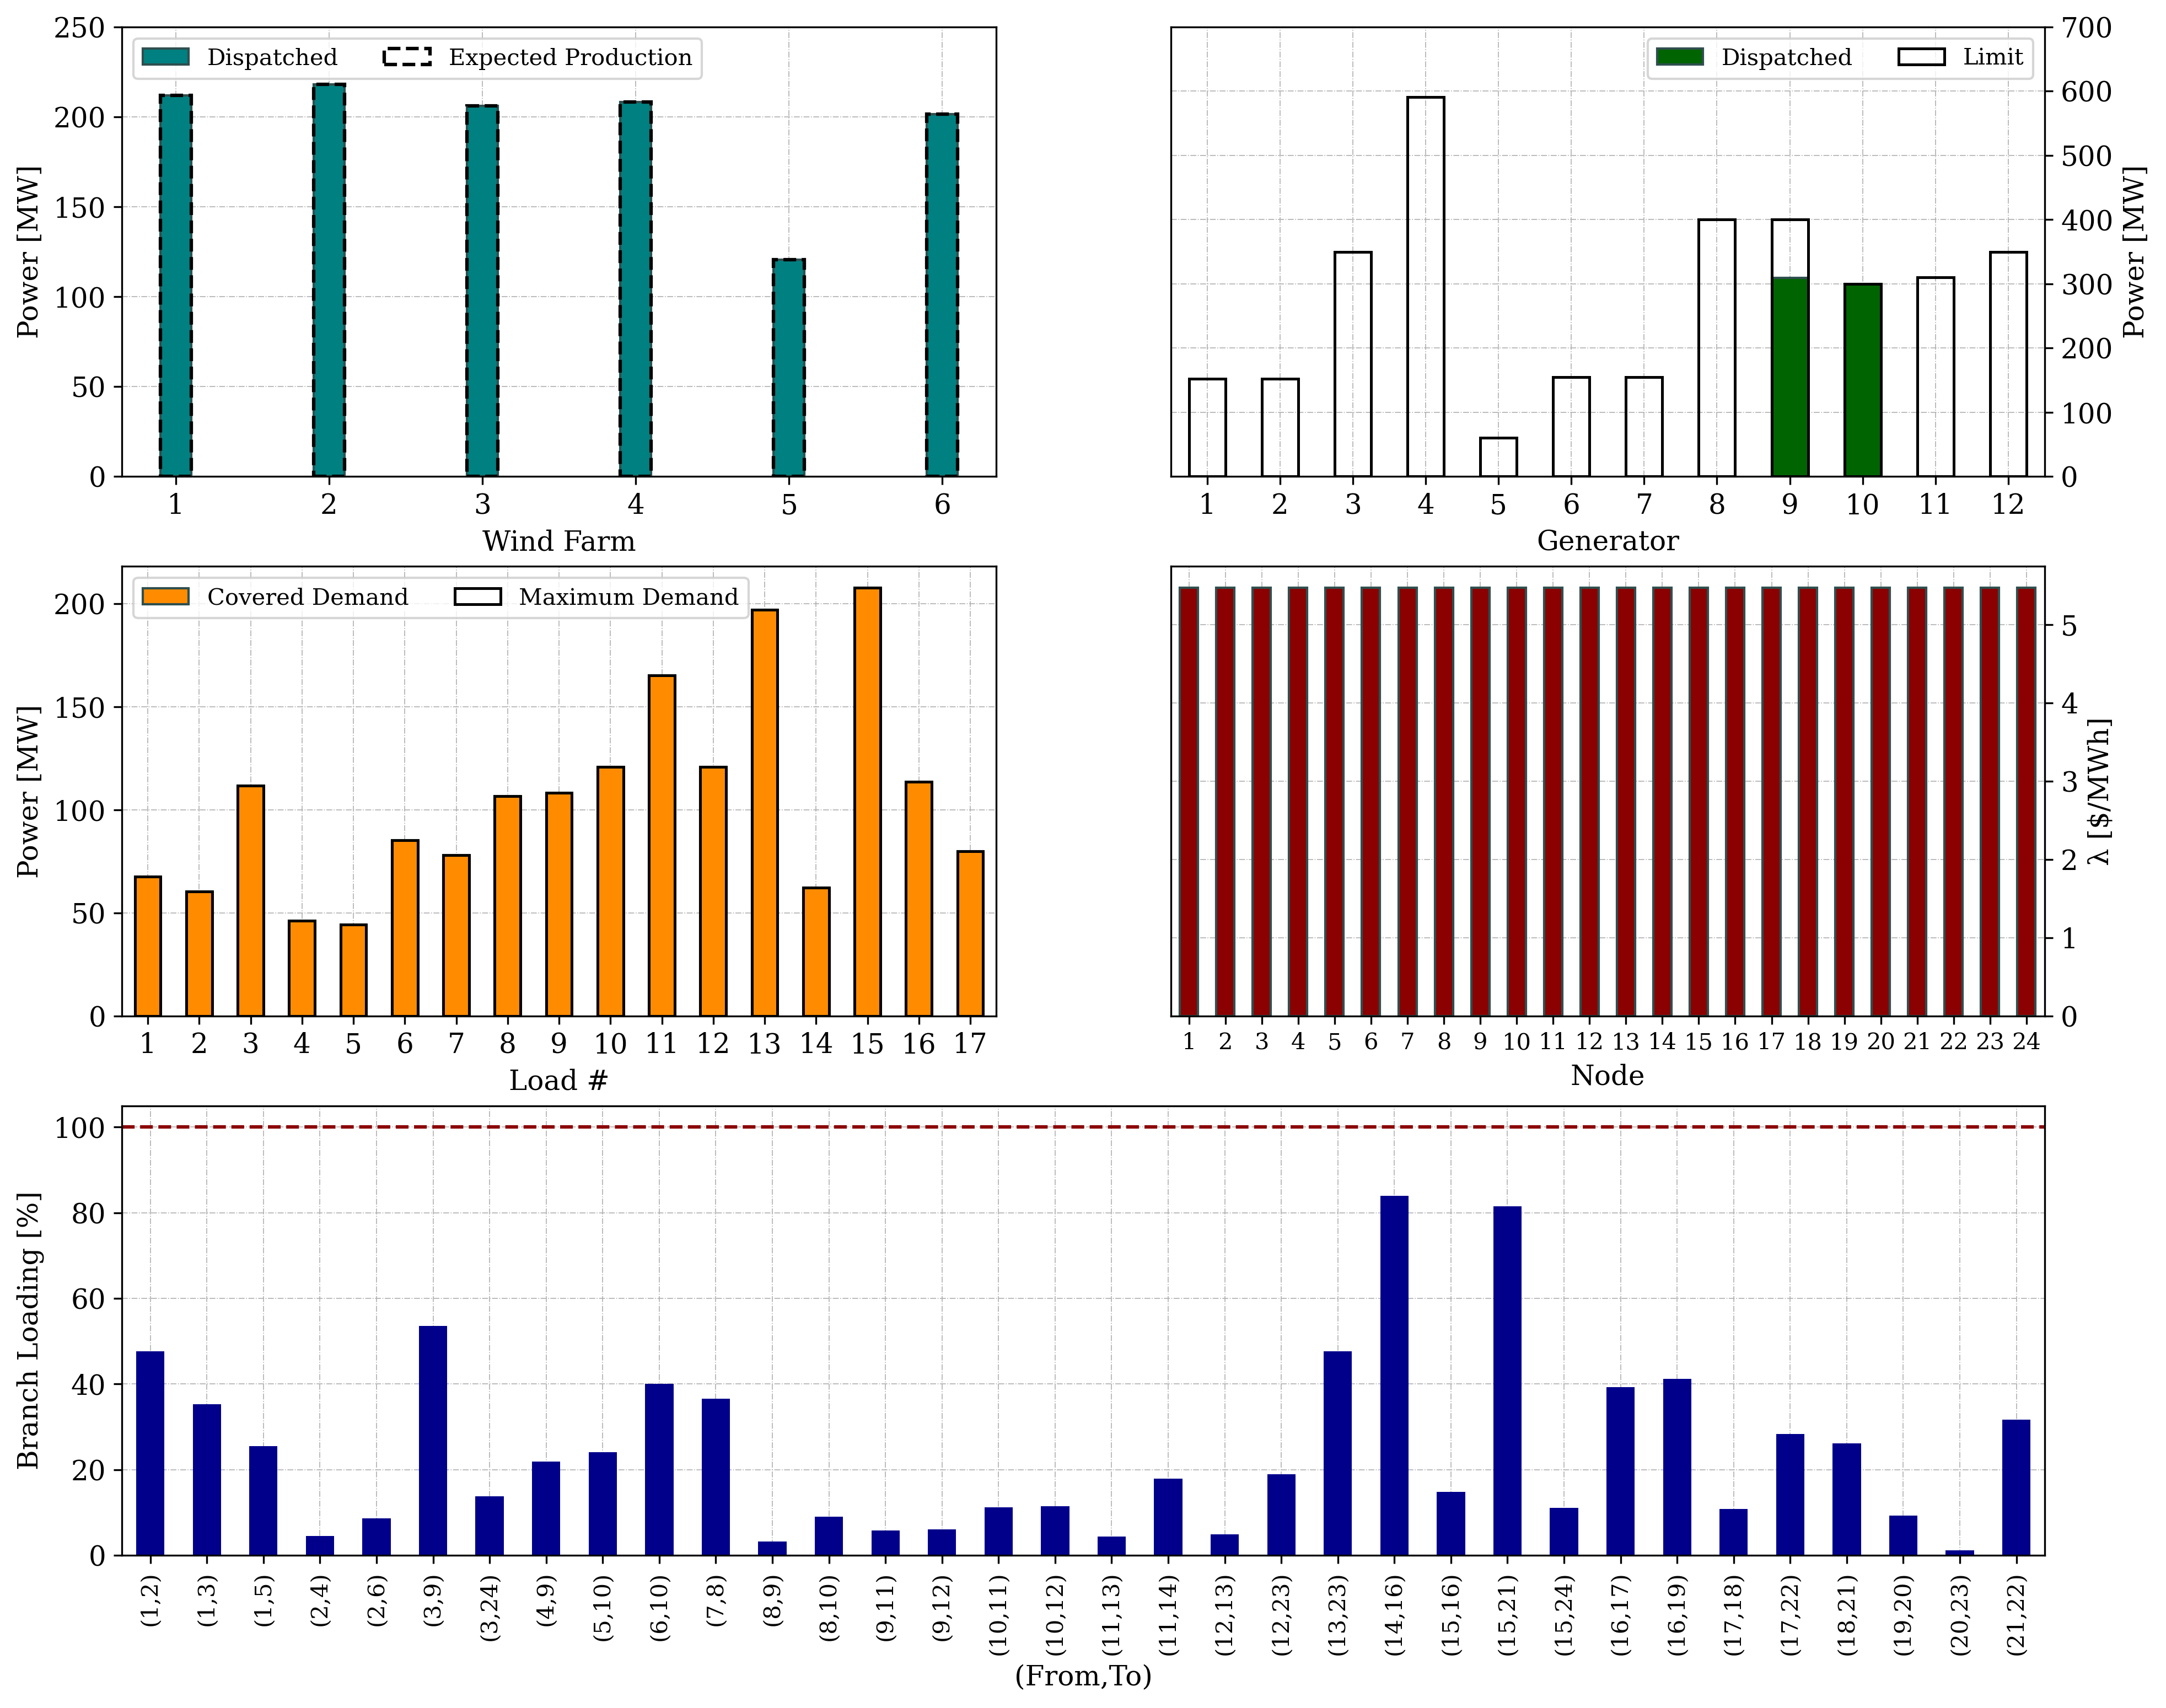 Dispatched Expected Production
250
200
150
100
50
0
Power [MW]
1 2 3 4 5 6
Wind Farm
Dispatched Limit
700
600
500
400
300
200
100
0
Power [MW]
1 2 3 4 5 6 7 8 9 10 11 12
Generator
Covered Demand Maximum Demand
200
150
100
50
0
Power [MW]
1 2 3 4 5 6 7 8 9 10 11 12 13 14 15 16 17
Load #
5
4
3
2
1
0
λ [$/MWh]
1 2 3 4 5 6 7 8 9 10 11 12 13 14 15 16 17 18 19 20 21 22 23 24
Node
100
80
60
40
20
0
Branch Loading [%]
(1,2) (1,3) (1,5) (2,4) (2,6) (3,9) (3,24) (4,9) (5,10) (6,10) (7,8) (8,9) (8,10) (9,11) (9,12) (10,11) (10,12) (11,13) (11,14) (12,13) (12,23) (13,23) (14,16) (15,16) (15,21) (15,24) (16,17) (16,19) (17,18) (17,22) (18,21) (19,20) (20,23) (21,22)
(From,To)